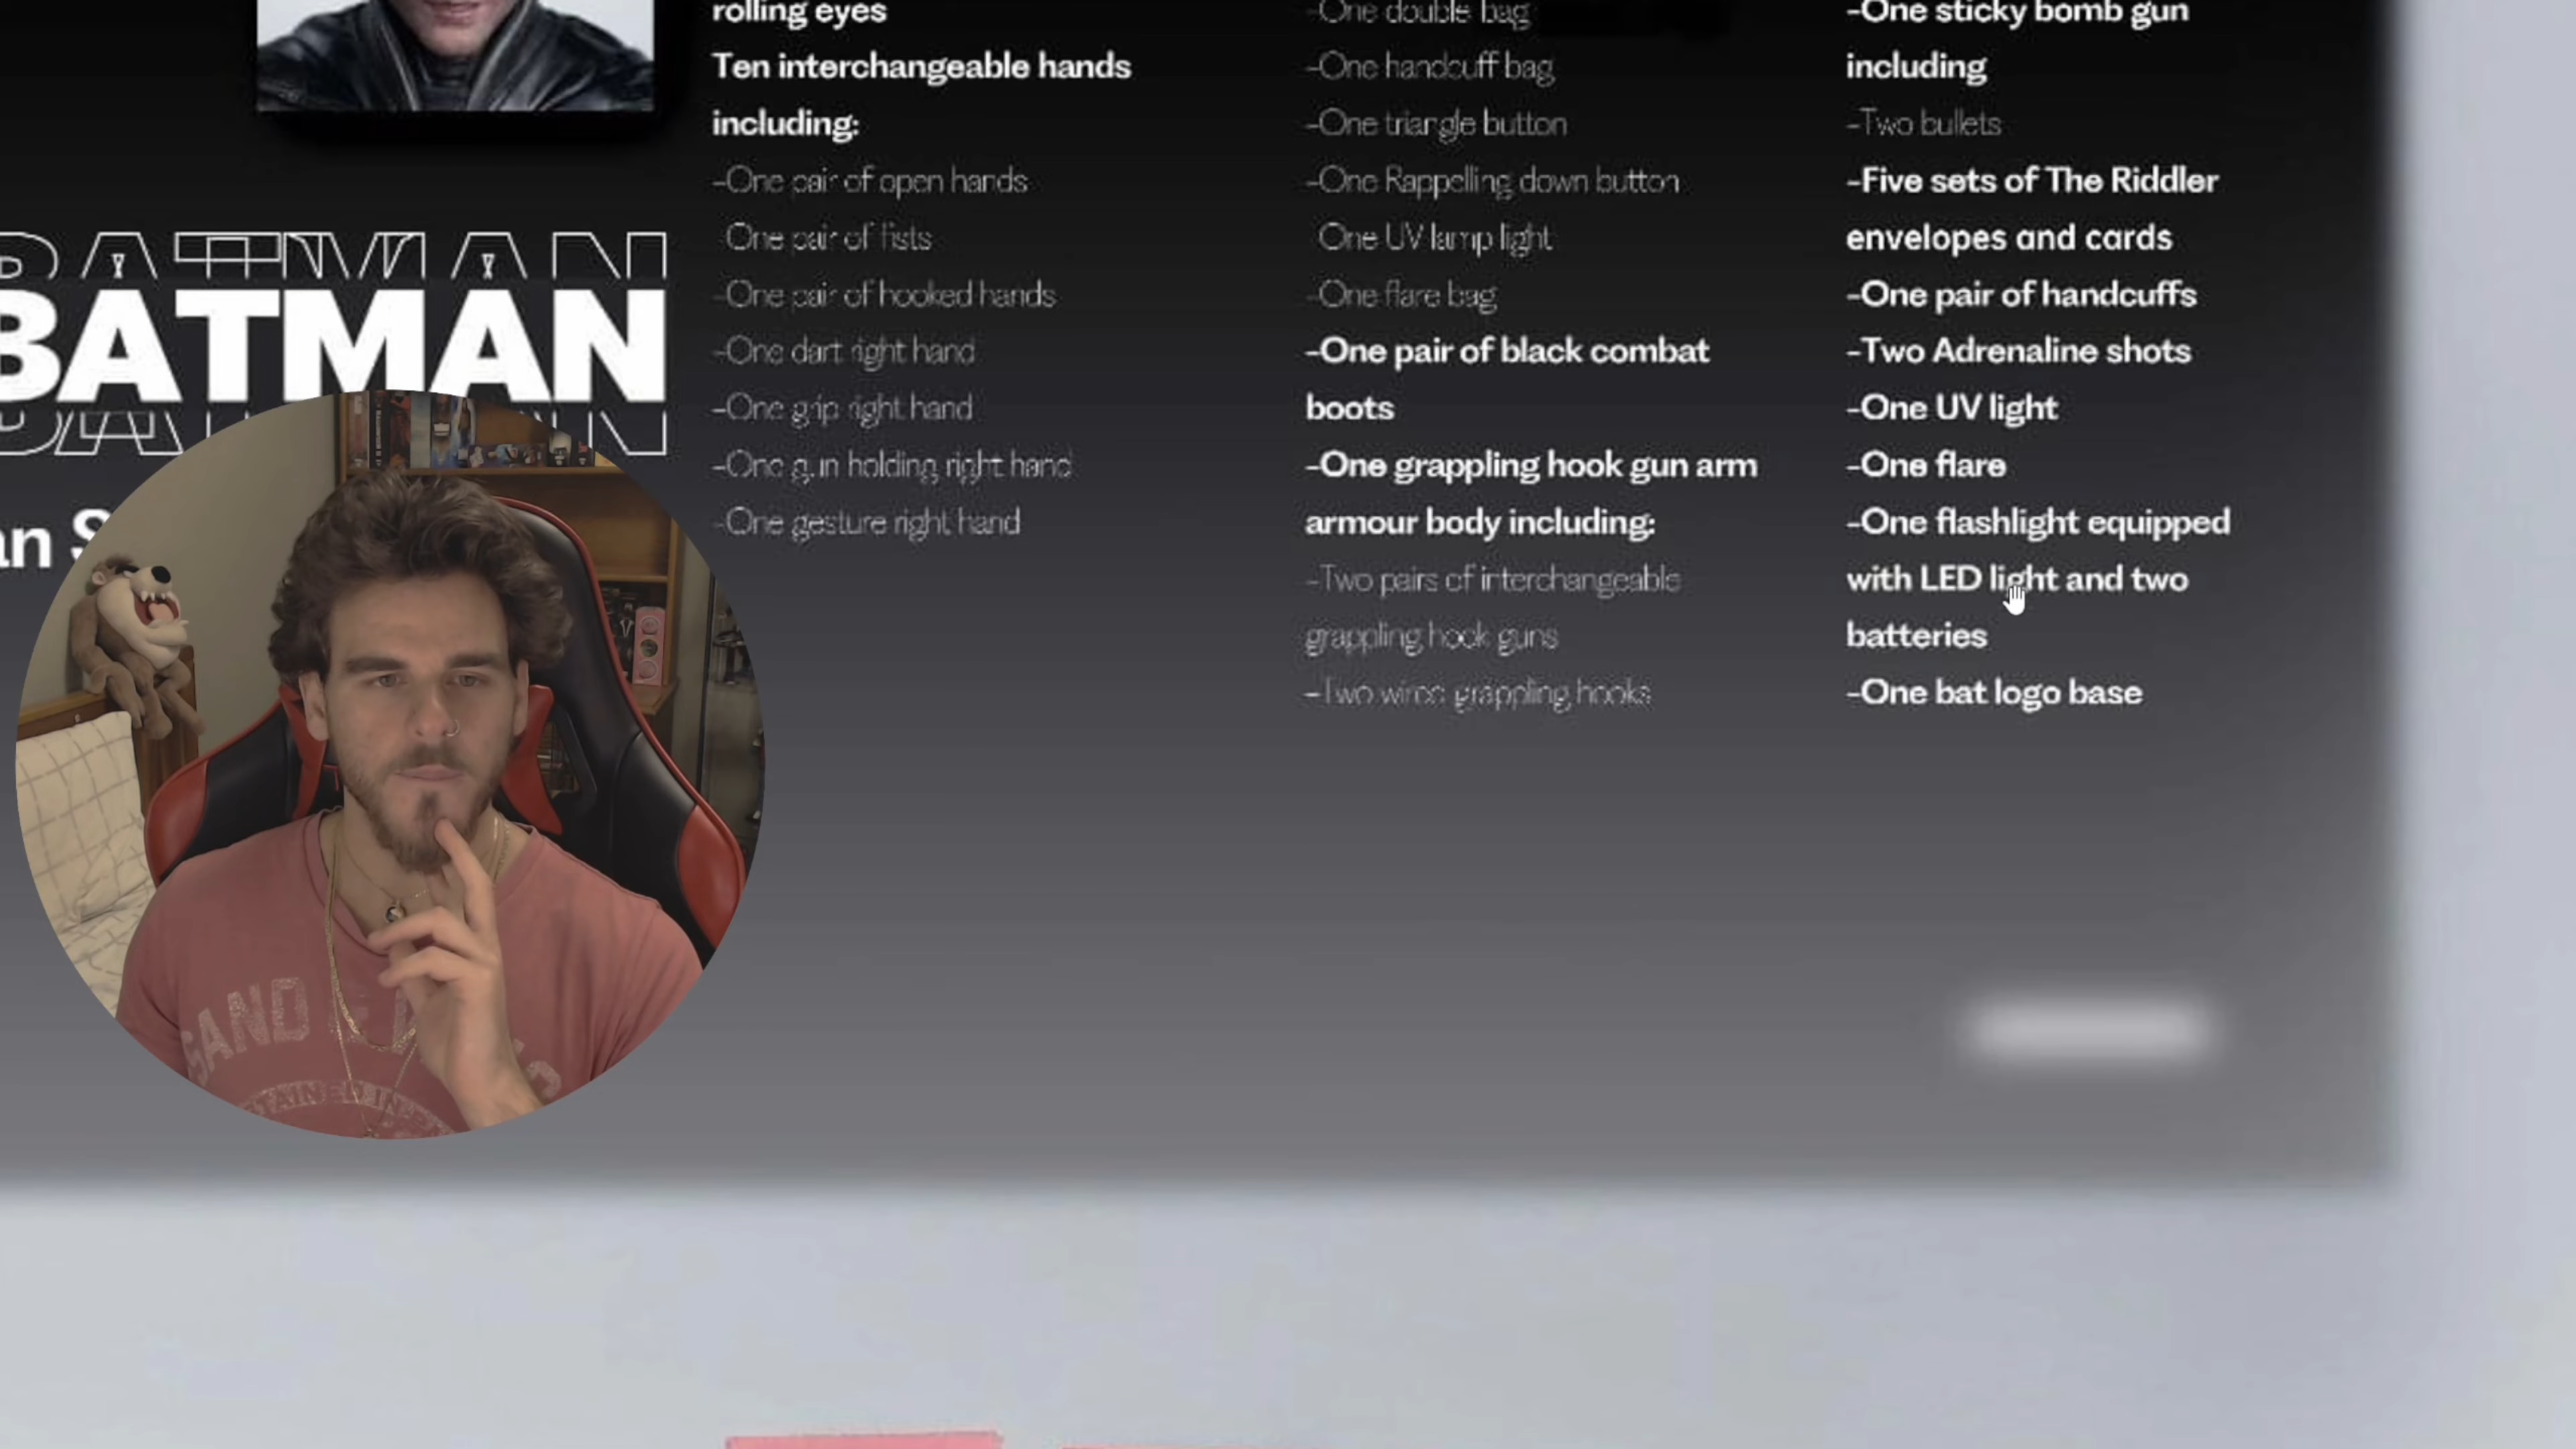 rolling eyes
Ten interchangeable hands
including:
-One pair of open hands
One pair of fists
-One pair of hooked hands
-One dart right hand
-One grip right hand
-One gun holding right hand
-One gesture right hand
-One double bag
-One handcuff bag
-One triangle button
-One Rappelling down button
One UV lamp light
-One flare bag
-One pair of black combat
boots
-One grappling hook gun arm
armour body including:
-Two pairs of interchangeable
grappling hook guns
-Two wired grappling hooks
-One sticky bomb gun
including
-Two bullets
-Five sets of The Riddler
envelopes and cards
-One pair of handcuffs
-Two Adrenaline shots
-One UV light
-One flare
-One flashlight equipped
with LED light and two
batteries
-One bat logo base
BATMAN
BATMAN
BATMAN
an S